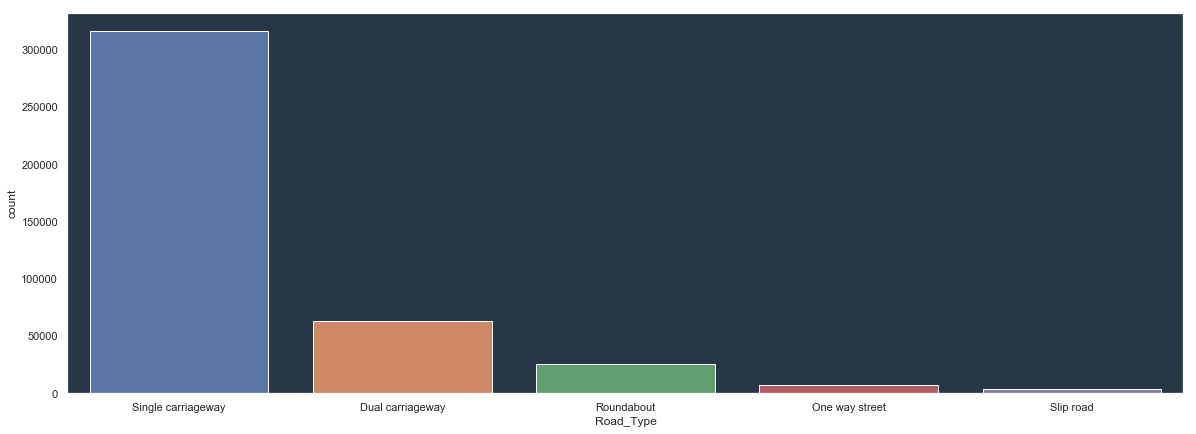 300000
250000
200000
150000
100000
50000
0
count
Single carriageway
Dual carriageway
Roundabout
One way street
Slip road
Road_Type